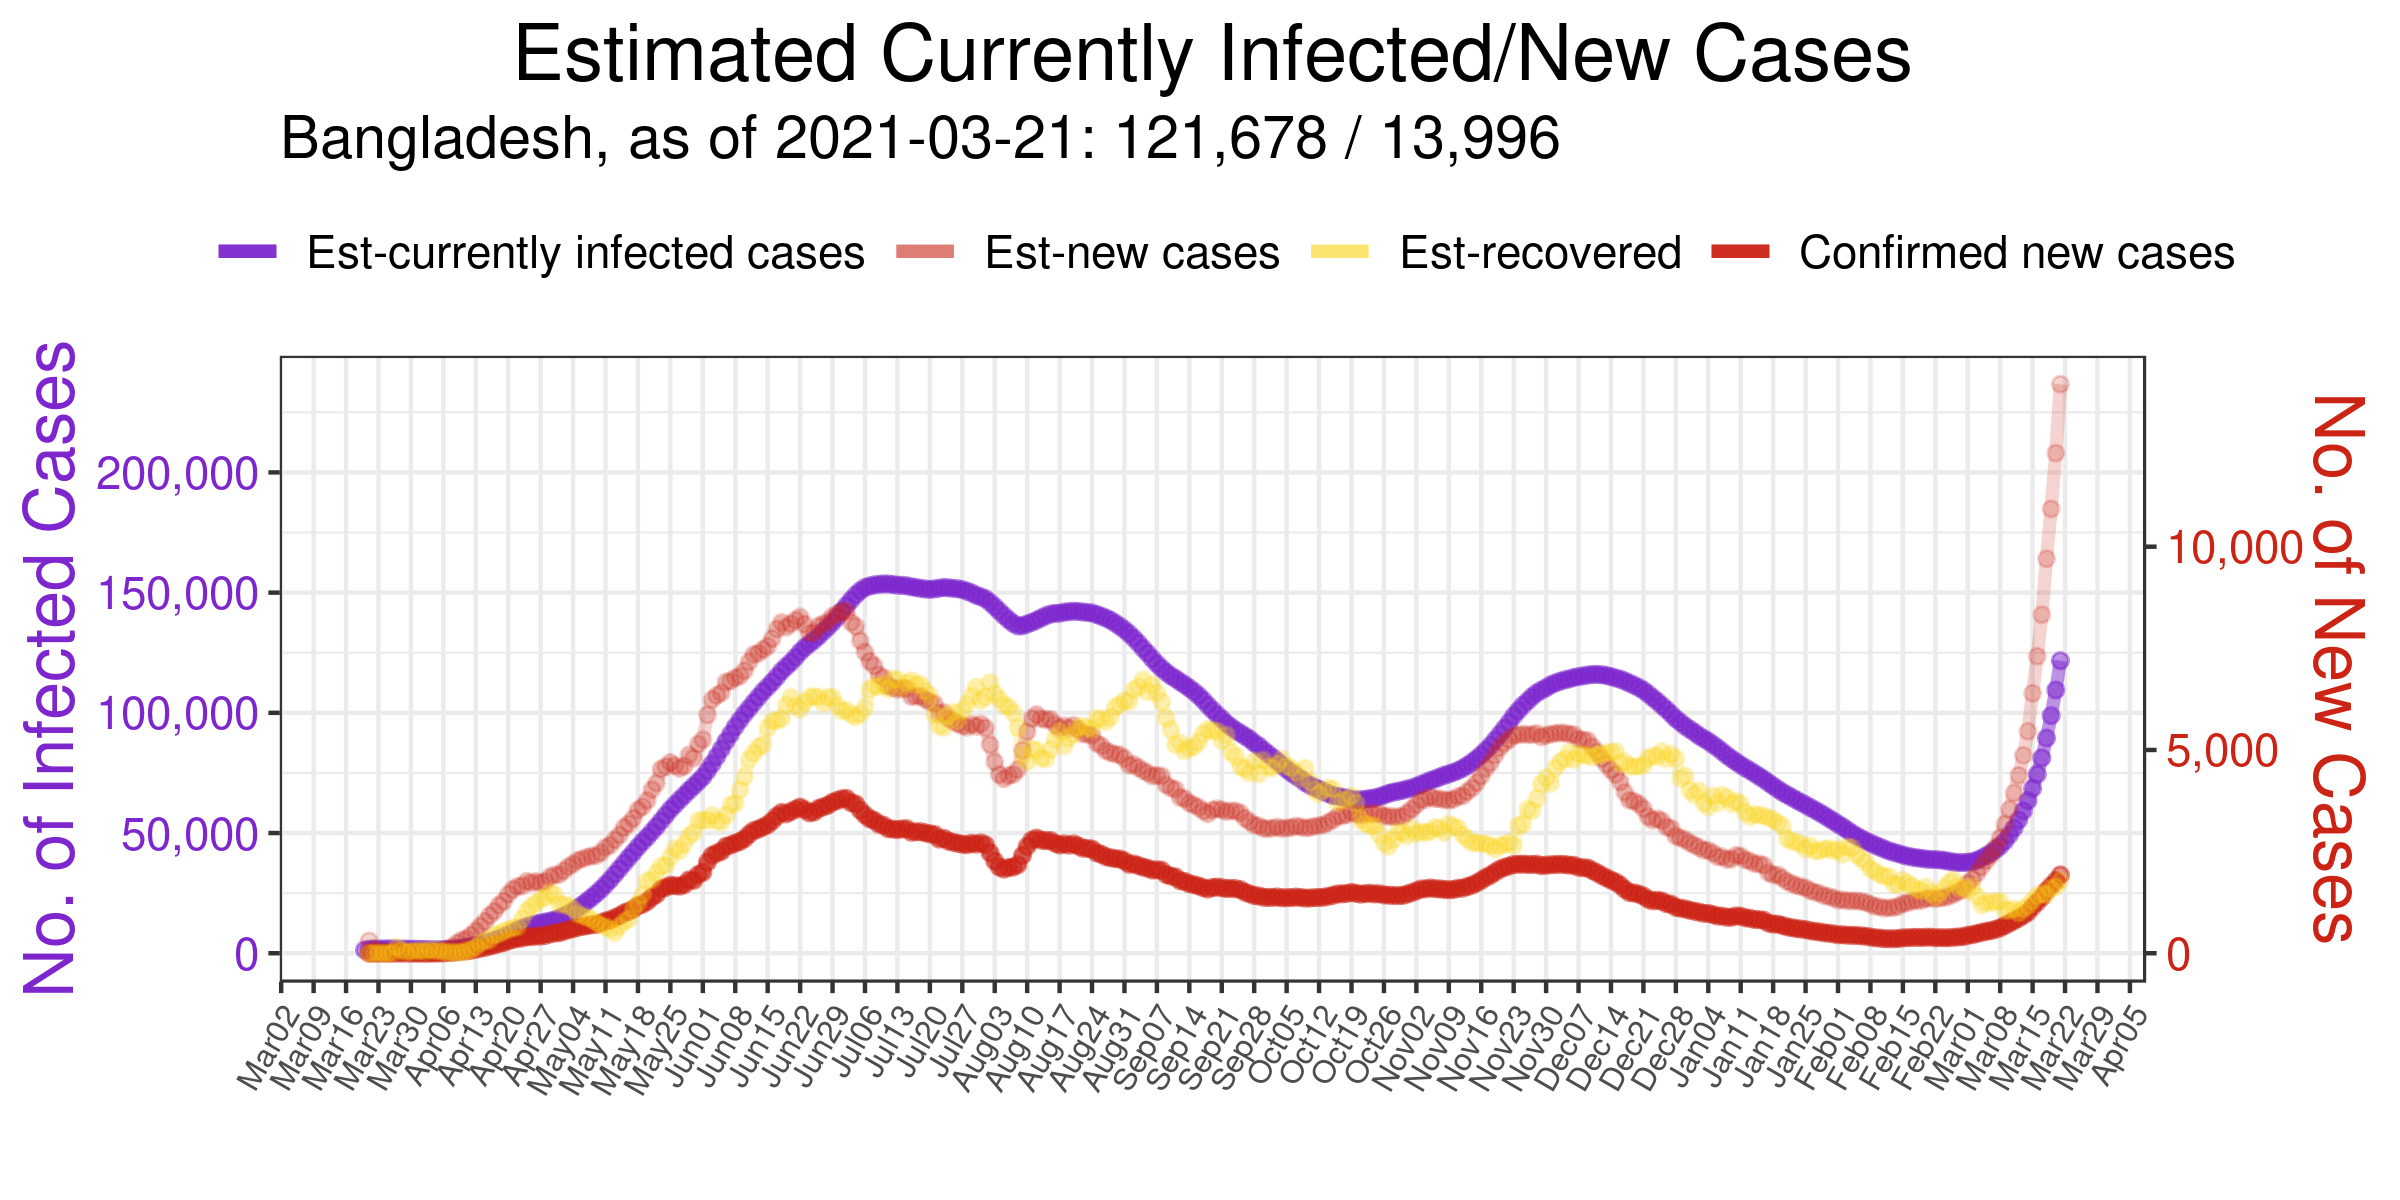 Estimated Currently Infected/New Cases
Bangladesh, as of 2021-03-21: 121,678 / 13,996
Est-currently infected cases
Est-new cases
Est-recovered
Confirmed new cases
No. of Infected Cases
200,000
150,000
100,000
50,000
0
No. of New Cases
10,000
5,000
0
Mar02
Mar09
Mar16
Mar23
Mar30
Apr06
Apr13
Apr20
Apr27
May04
May11
May18
May25
Jun01
Jun08
Jun15
Jun22
Jun29
Jul06
Jul13
Jul20
Jul27
Aug03
Aug10
Aug17
Aug24
Aug31
Sep07
Sep14
Sep21
Sep28
Oct05
Oct12
Oct19
Oct26
Nov02
Nov09
Nov16
Nov23
Nov30
Dec07
Dec14
Dec21
Dec28
Jan04
Jan11
Jan18
Jan25
Feb01
Feb08
Feb15
Feb22
Mar01
Mar08
Mar15
Mar22
Mar29
Apr05